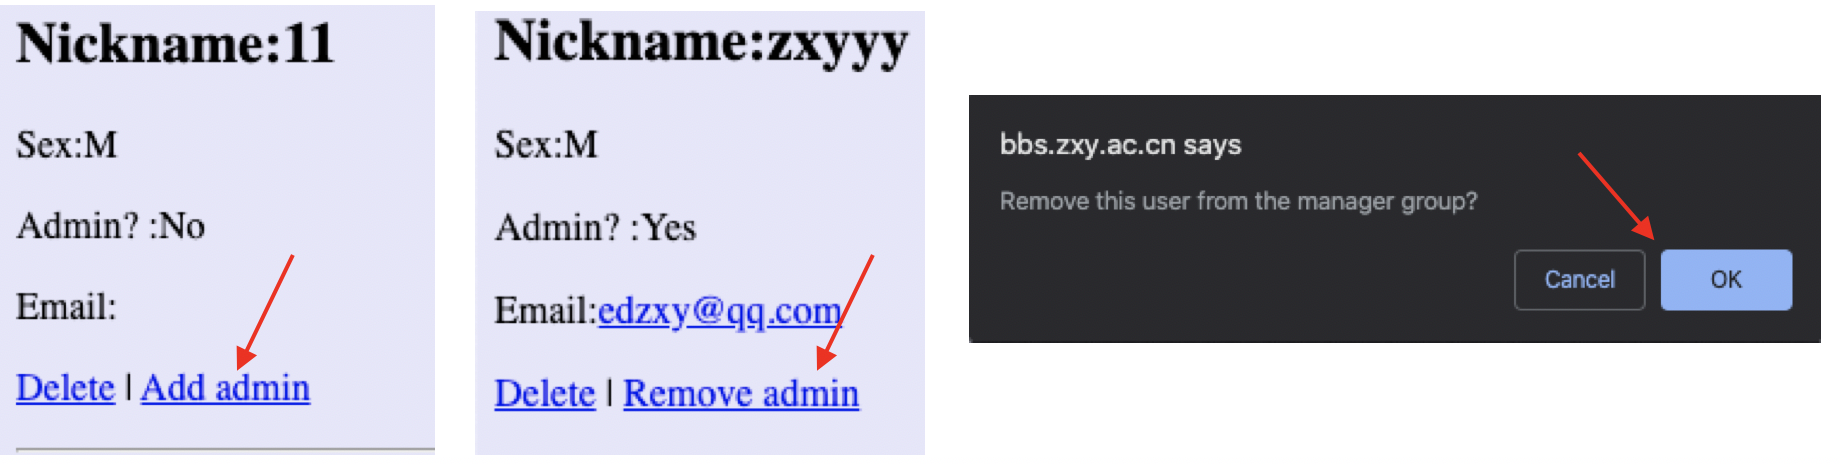 Nickname:11
Sex:M
Admin? :No
Email:
Delete | Add admin
Nickname:zxyyy
Sex:M
Admin? :Yes
Email:edzxy@qq.com
Delete | Remove admin
bbs.zxy.ac.cn says
Remove this user from the manager group?
Cancel
OK